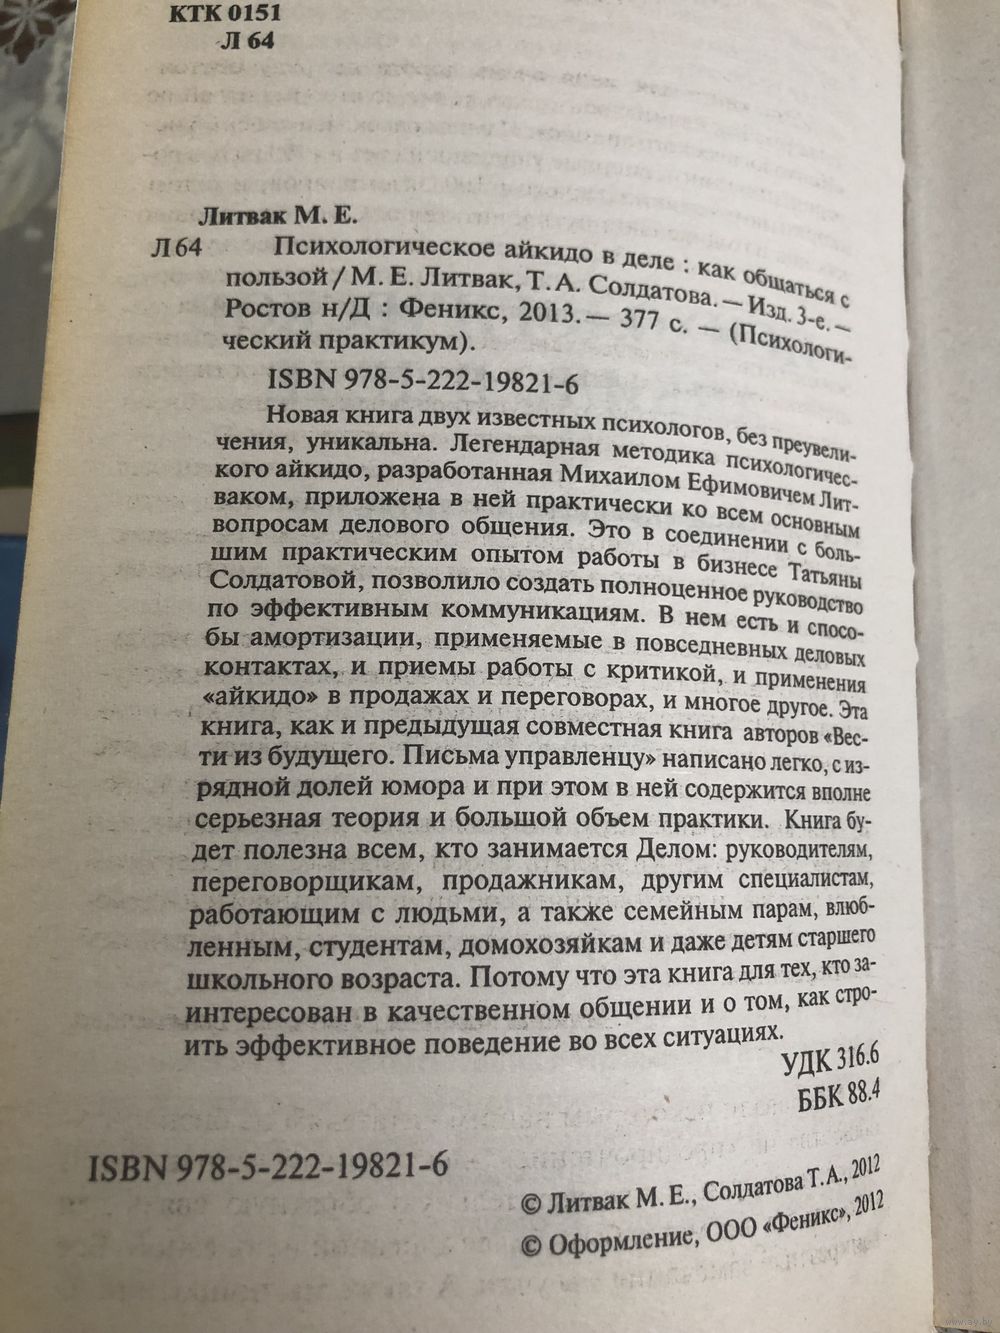 КТК 0151
Л 64
Литвак М. Е.
Л 64 Психологическое айкидо в деле : как общаться с
пользой / М. Е. Литвак, Т. А. Солдатова. — Изд. 3-е. —
Ростов н/Д : Феникс, 2013. — 377 с. — (Психологи-
ческий практикум).
ISBN 978-5-222-19821-6
Новая книга двух известных психологов, без преувели-
чения, уникальна. Легендарная методика психологичес-
кого айкидо, разработанная Михаилом Ефимовичем Лит-
ваком, приложена в ней практически ко всем основным
вопросам делового общения. Это в соединении с боль-
шим практическим опытом работы в бизнесе Татьяны
Солдатовой, позволило создать полноценное руководство
по эффективным коммуникациям. В нем есть и спосо-
бы амортизации, применяемые в повседневных деловых
контактах, и приемы работы с критикой, и применения
«айкидо» в продажах и переговорах, и многое другое. Эта
книга, как и предыдущая совместная книга авторов «Вес-
ти из будущего. Письма управленцу» написано легко, с из-
рядной долей юмора и при этом в ней содержится вполне
серьезная теория и большой объем практики. Книга бу-
дет полезна всем, кто занимается Делом: руководителям,
переговорщикам, продажникам, другим специалистам,
работающим с людьми, а также семейным парам, влюб-
ленным, студентам, домохозяйкам и даже детям старшего
школьного возраста. Потому что эта книга для тех, кто за-
интересован в качественном общении и о том, как стро-
ить эффективное поведение во всех ситуациях.
УДК 316.6
ББК 88.4
ISBN 978-5-222-19821-6
© Литвак М. Е., Солдатова Т. А., 2012
© Оформление, ООО «Феникс», 2012
www.ay.by